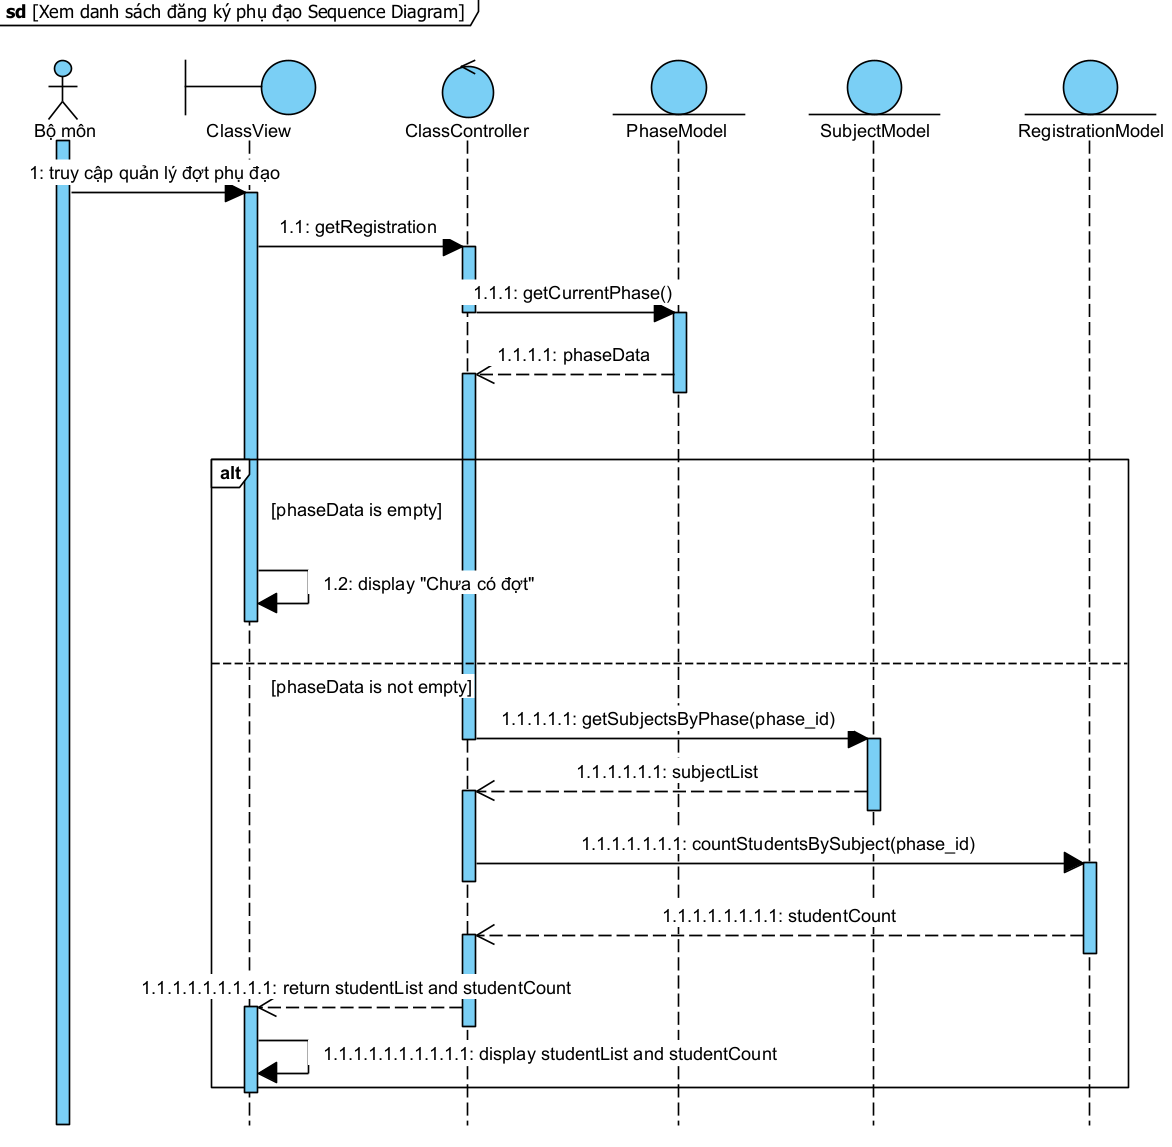 sd [Xem danh sách đăng ký phụ đạo Sequence Diagram]
Bộ môn
ClassView
ClassController
PhaseModel
SubjectModel
RegistrationModel
1: truy cập quản lý đợt phụ đạo
1.1: getRegistration
1.1.1: getCurrentPhase()
1.1.1.1: phaseData
alt
[phaseData is empty]
1.2: display "Chưa có đợt"
[phaseData is not empty]
1.1.1.1.1: getSubjectsByPhase(phase_id)
1.1.1.1.1.1: subjectList
1.1.1.1.1.1.1: countStudentsBySubject(phase_id)
1.1.1.1.1.1.1.1: studentCount
1.1.1.1.1.1.1.1.1: return studentList and studentCount
1.1.1.1.1.1.1.1.1.1: display studentList and studentCount